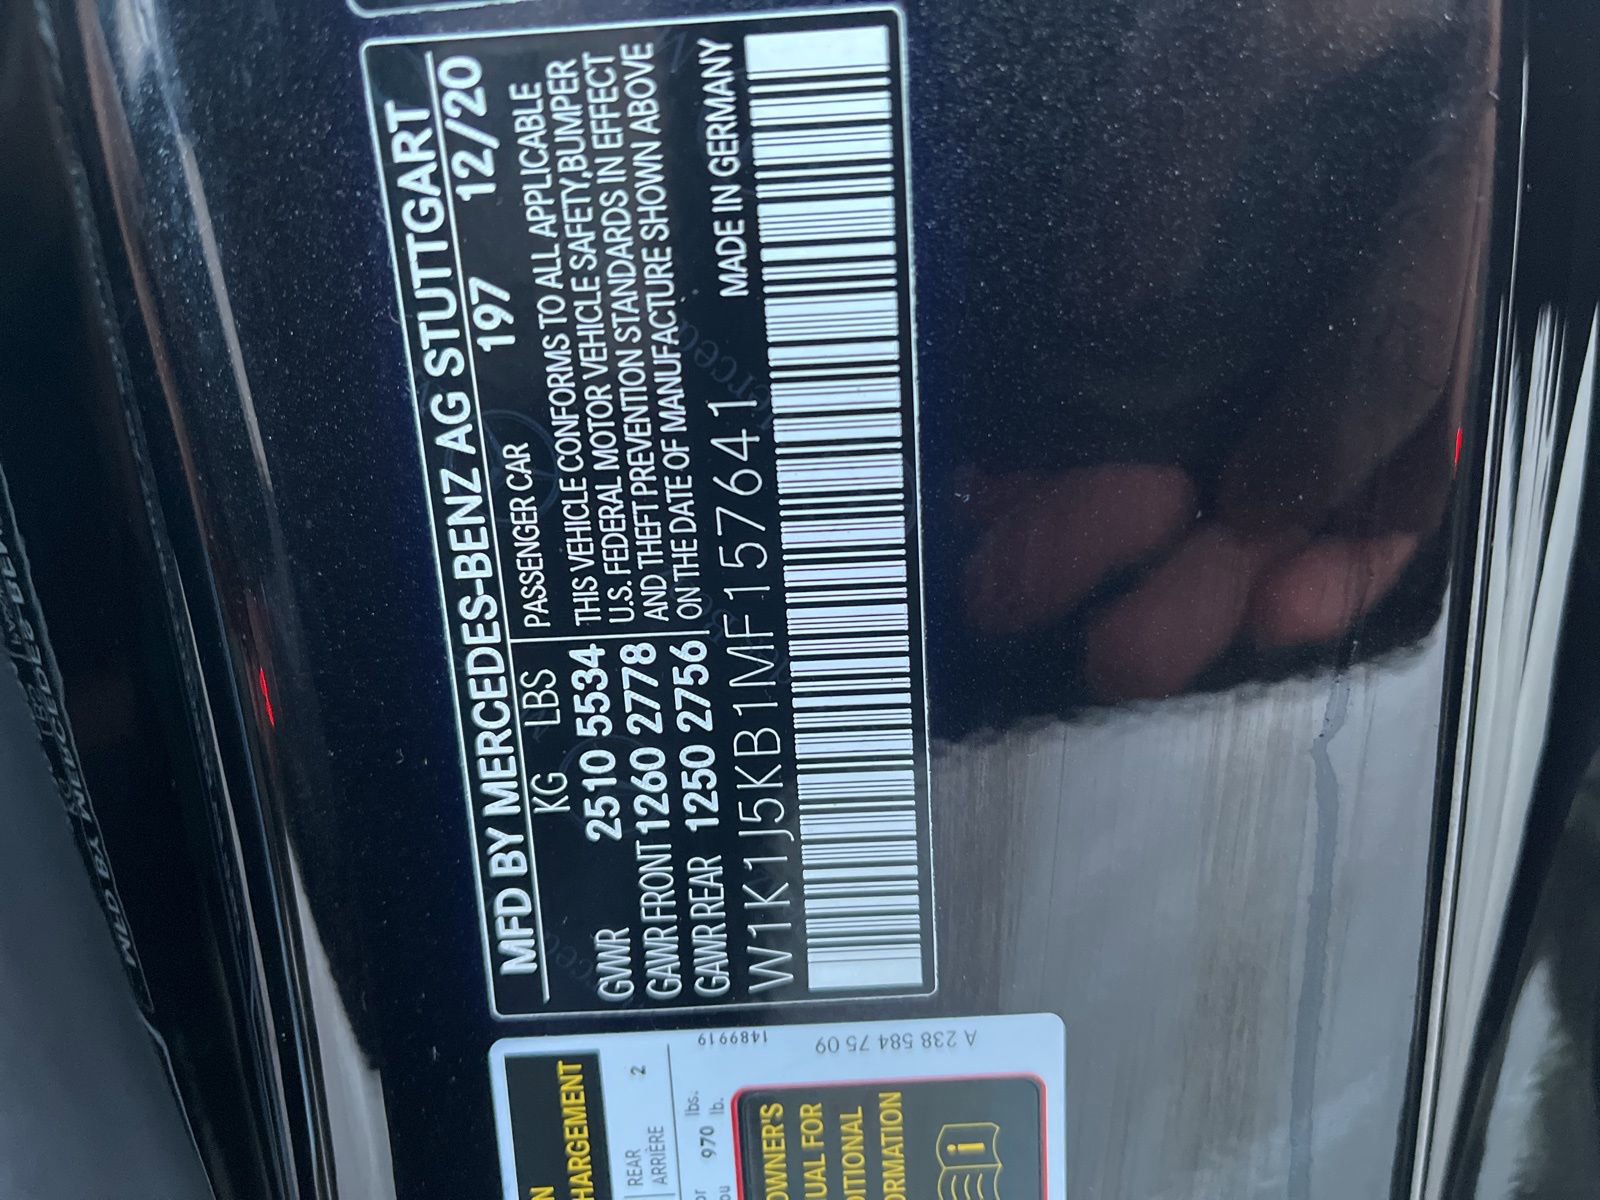 MFD BY MERCEDES-BENZ AG STUTTGART
KG LBS
197 12/20
GWVR 2510 5534
GAWR FRONT 1260 2778
GAWR REAR 1250 2756
PASSENGER CAR
THIS VEHICLE CONFORMS TO ALL APPLICABLE
U.S. FEDERAL MOTOR VEHICLE SAFETY,BUMPER
AND THEFT PREVENTION STANDARDS IN EFFECT
ON THE DATE OF MANUFACTURE SHOWN ABOVE
MADE IN GERMANY
W1K1J5KB1MF157641
HARGEMENT
REAR
ARRIÈRE
2
970 lbs.
lb.
1489919
A 238 584 75 09
OWNER'S
UAL FOR
DITIONAL
ORMATION
i